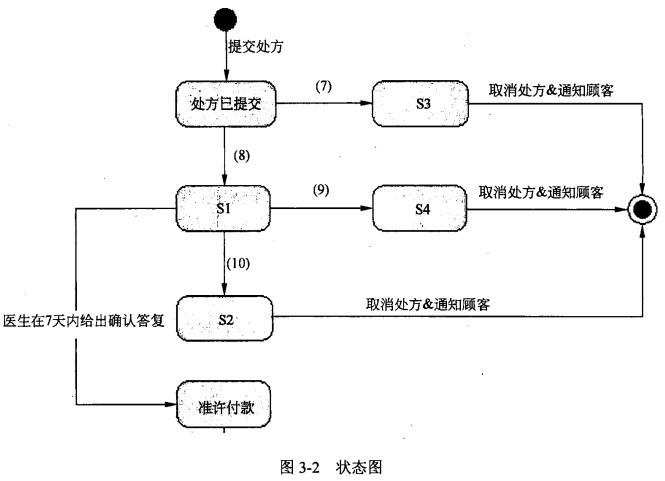 提交处方
处方已提交
(7)
S3
取消处方&通知顾客
(8)
S1
(9)
S4
取消处方&通知顾客
(10)
医生在7天内给出确认答复
S2
取消处方&通知顾客
准许付款
图 3-2 状态图